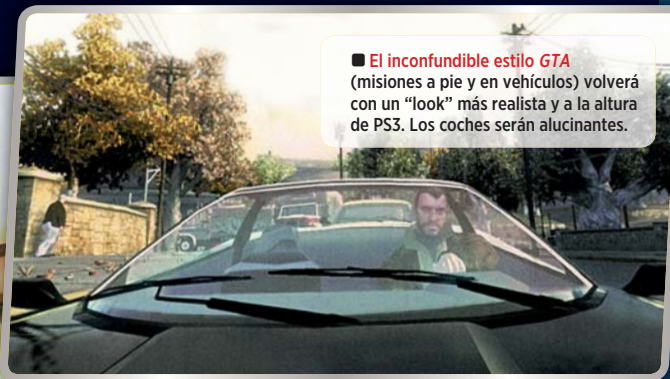 ■ El inconfundible estilo GTA
(misiones a pie y en vehículos) volverá
con un “look” más realista y a la altura
de PS3. Los coches serán alucinantes.